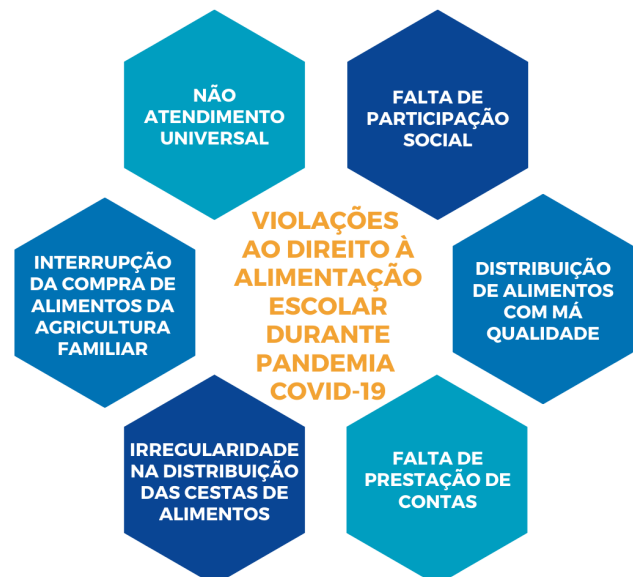 NÃO
ATENDIMENTO
UNIVERSAL
FALTA DE
PARTICIPAÇÃO
SOCIAL
VIOLAÇÕES
AO DIREITO À
ALIMENTAÇÃO
ESCOLAR
DURANTE
PANDEMIA
COVID-19
INTERRUPÇÃO
DA COMPRA DE
ALIMENTOS DA
AGRICULTURA
FAMILIAR
DISTRIBUIÇÃO
DE ALIMENTOS
COM MÁ
QUALIDADE
IRREGULARIDADE
NA DISTRIBUIÇÃO
DAS CESTAS DE
ALIMENTOS
FALTA DE
PRESTAÇÃO DE
CONTAS